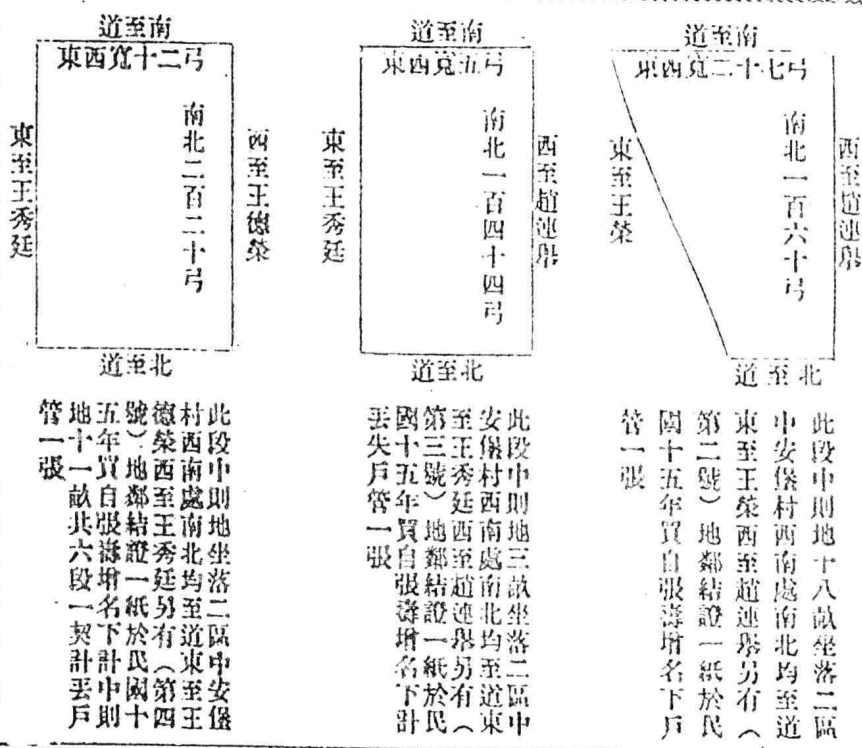 南至道
東西寬二十七弓
南北一百六十弓
西至趙連舉
東至王榮
北至道
此段中則地十八畝坐落二區
中安堡村西南處南北均至道
東至王榮西至趙連舉另有（
第二號）地鄰結證一紙於民
國十五年買自張壽增名下戶
管一張
南至道
東西寬五弓
南北一百四十四弓
西至趙連舉
東至王秀廷
北至道
此段中則地三畝坐落二區中
安堡村西南處南北均至道東
至王秀廷西至趙連舉另有（
第三號）地鄰結證一紙於民
國十五年買自張壽增名下計
丟失戶管一張
南至道
東西寬十二弓
南北二百二十弓
西至王德榮
東至王秀廷
北至道
此段中則地坐落二區中安堡
村西南處南北均至道東至王
德榮西至王秀廷另有（第四
號）地鄰結證一紙於民國十
五年買自張壽增名下計中則
地十一畝共六段一契計丟戶
管一張